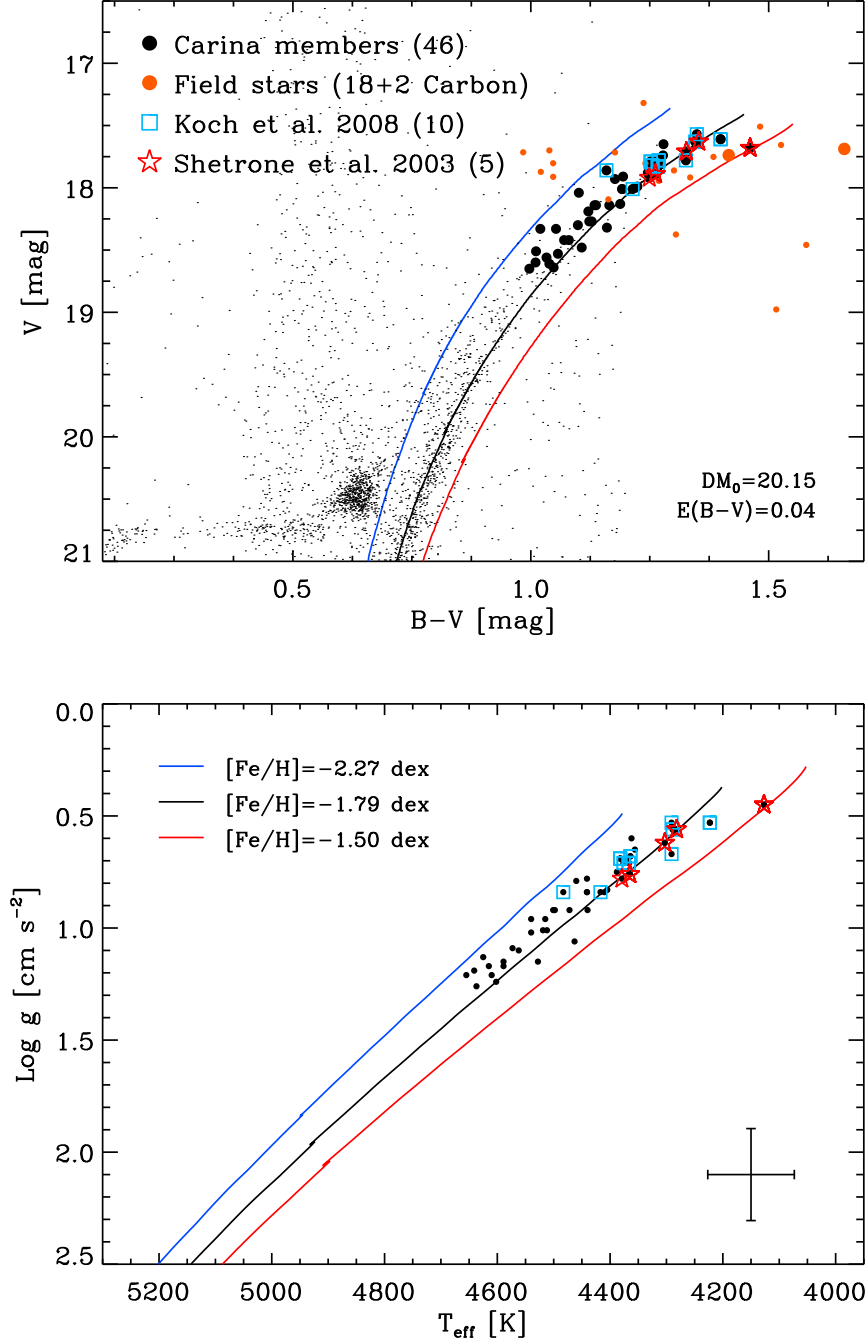 17
18
19
20
21
V [mag]
Carina members (46)
Field stars (18+2 Carbon)
Koch et al. 2008 (10)
Shetrone et al. 2003 (5)
DM₀=20.15
E(B−V)=0.04
0.5 1.0 1.5
B−V [mag]
0.0
0.5
1.0
1.5
2.0
2.5
Log g [cm s⁻²]
[Fe/H]=−2.27 dex
[Fe/H]=−1.79 dex
[Fe/H]=−1.50 dex
5200 5000 4800 4600 4400 4200 4000
T_eff [K]